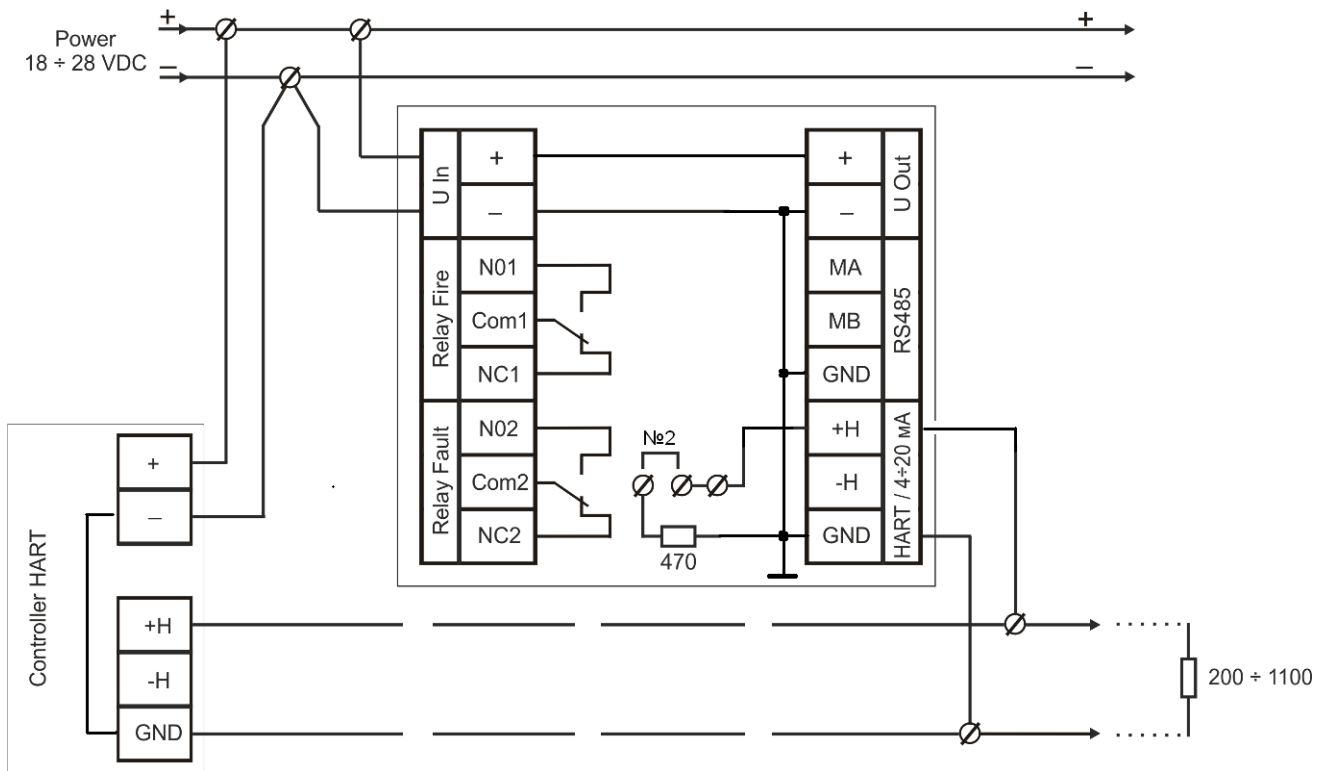 +
+
Power
18 ÷ 28 VDC
–
–
U In
+
–
+
–
U Out
Relay Fire
N01
Com1
NC1
MA
MB
GND
RS485
Relay Fault
N02
Com2
NC2
№2
470
+H
-H
GND
HART / 4÷20 мА
Controller HART
+
–
+H
-H
GND
200 ÷ 1100